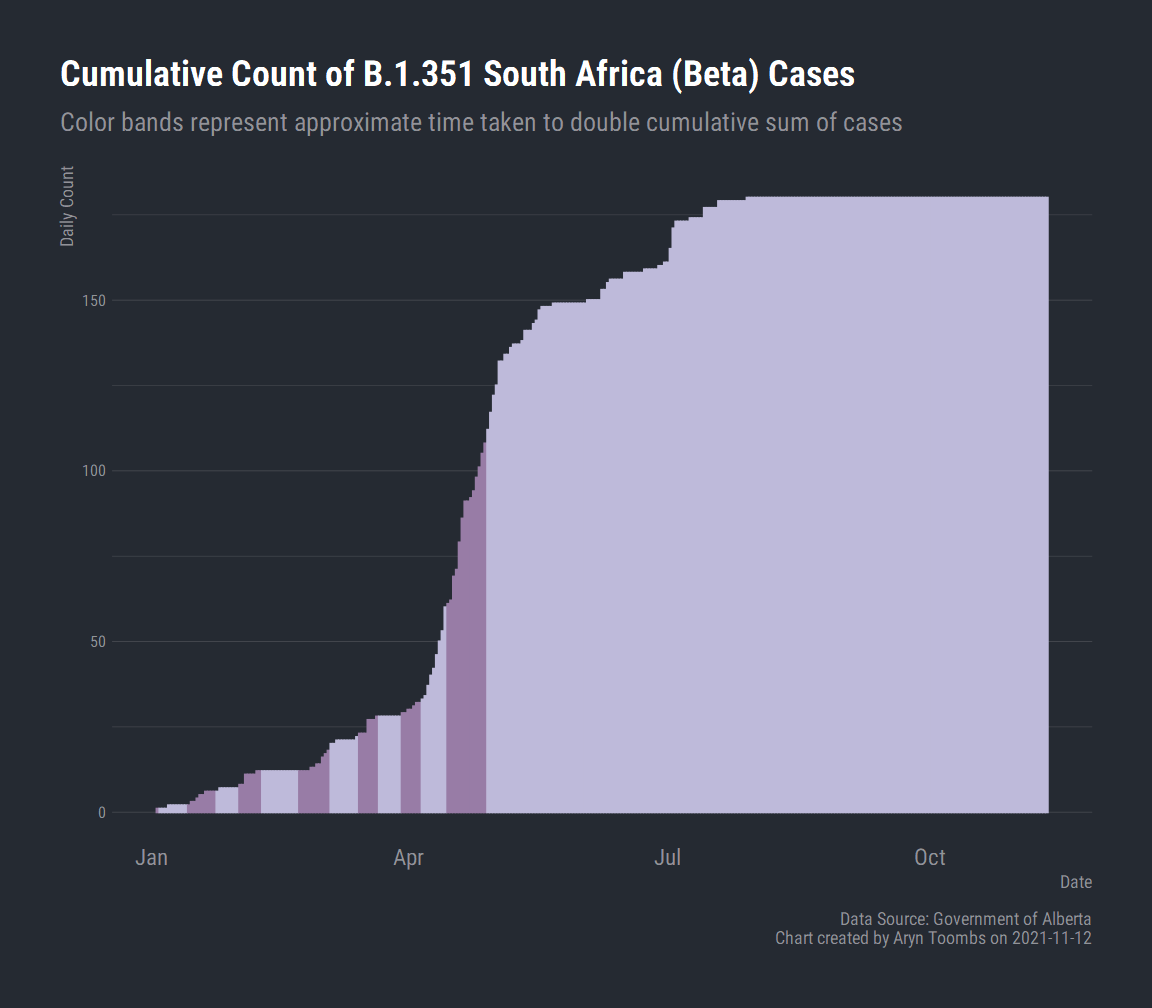 Cumulative Count of B.1.351 South Africa (Beta) Cases
Color bands represent approximate time taken to double cumulative sum of cases
Daily Count
150
100
50
0
Jan Apr Jul Oct
Date
Data Source: Government of Alberta
Chart created by Aryn Toombs on 2021-11-12